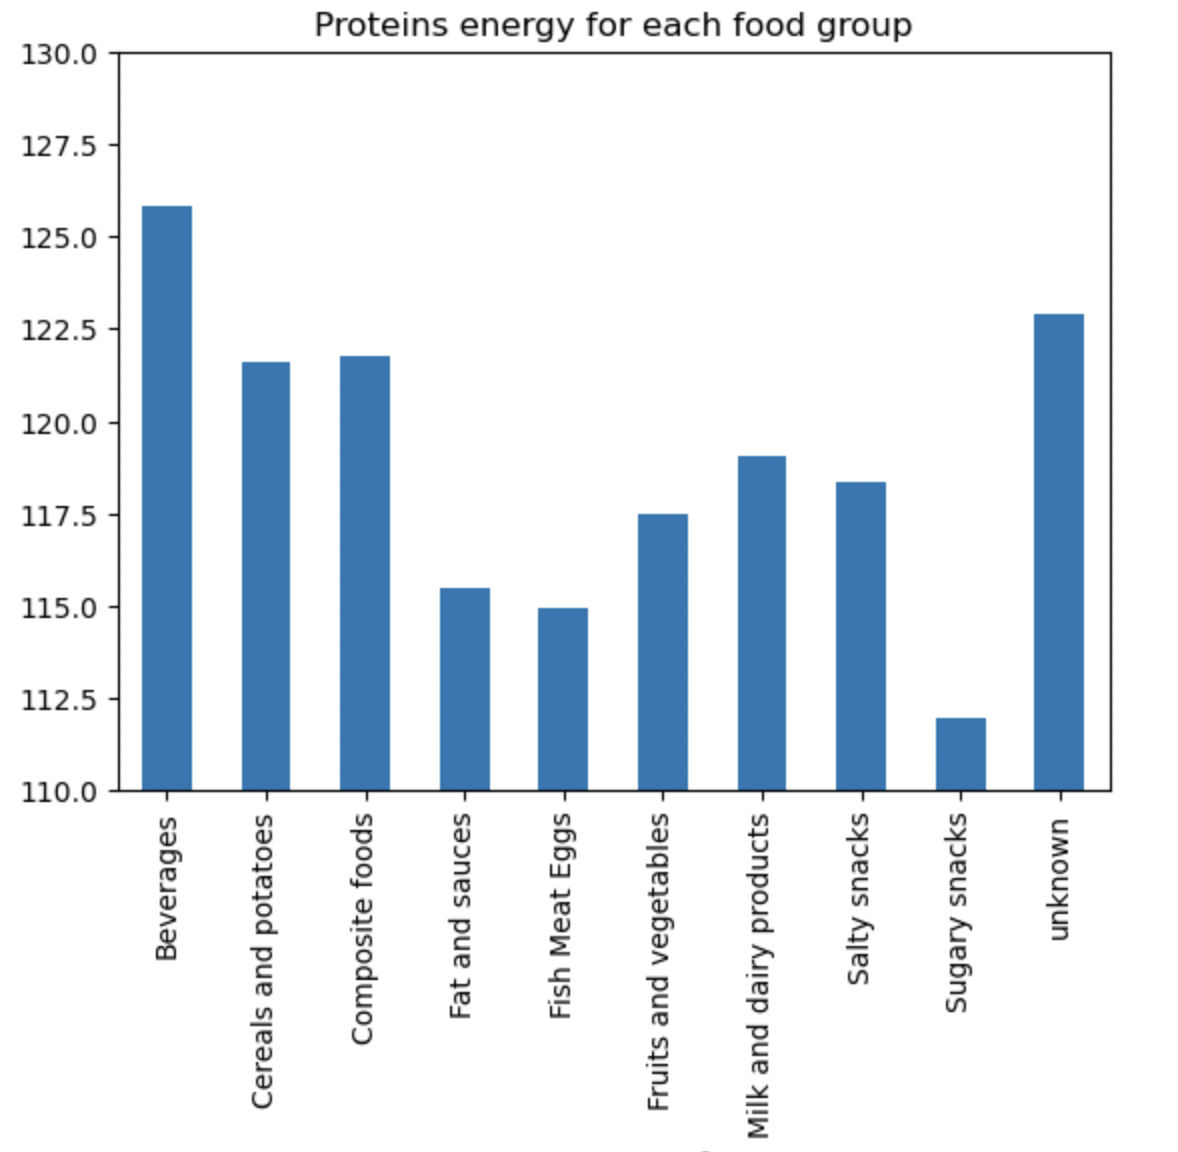 Proteins energy for each food group
130.0
127.5
125.0
122.5
120.0
117.5
115.0
112.5
110.0
Beverages
Cereals and potatoes
Composite foods
Fat and sauces
Fish Meat Eggs
Fruits and vegetables
Milk and dairy products
Salty snacks
Sugary snacks
unknown